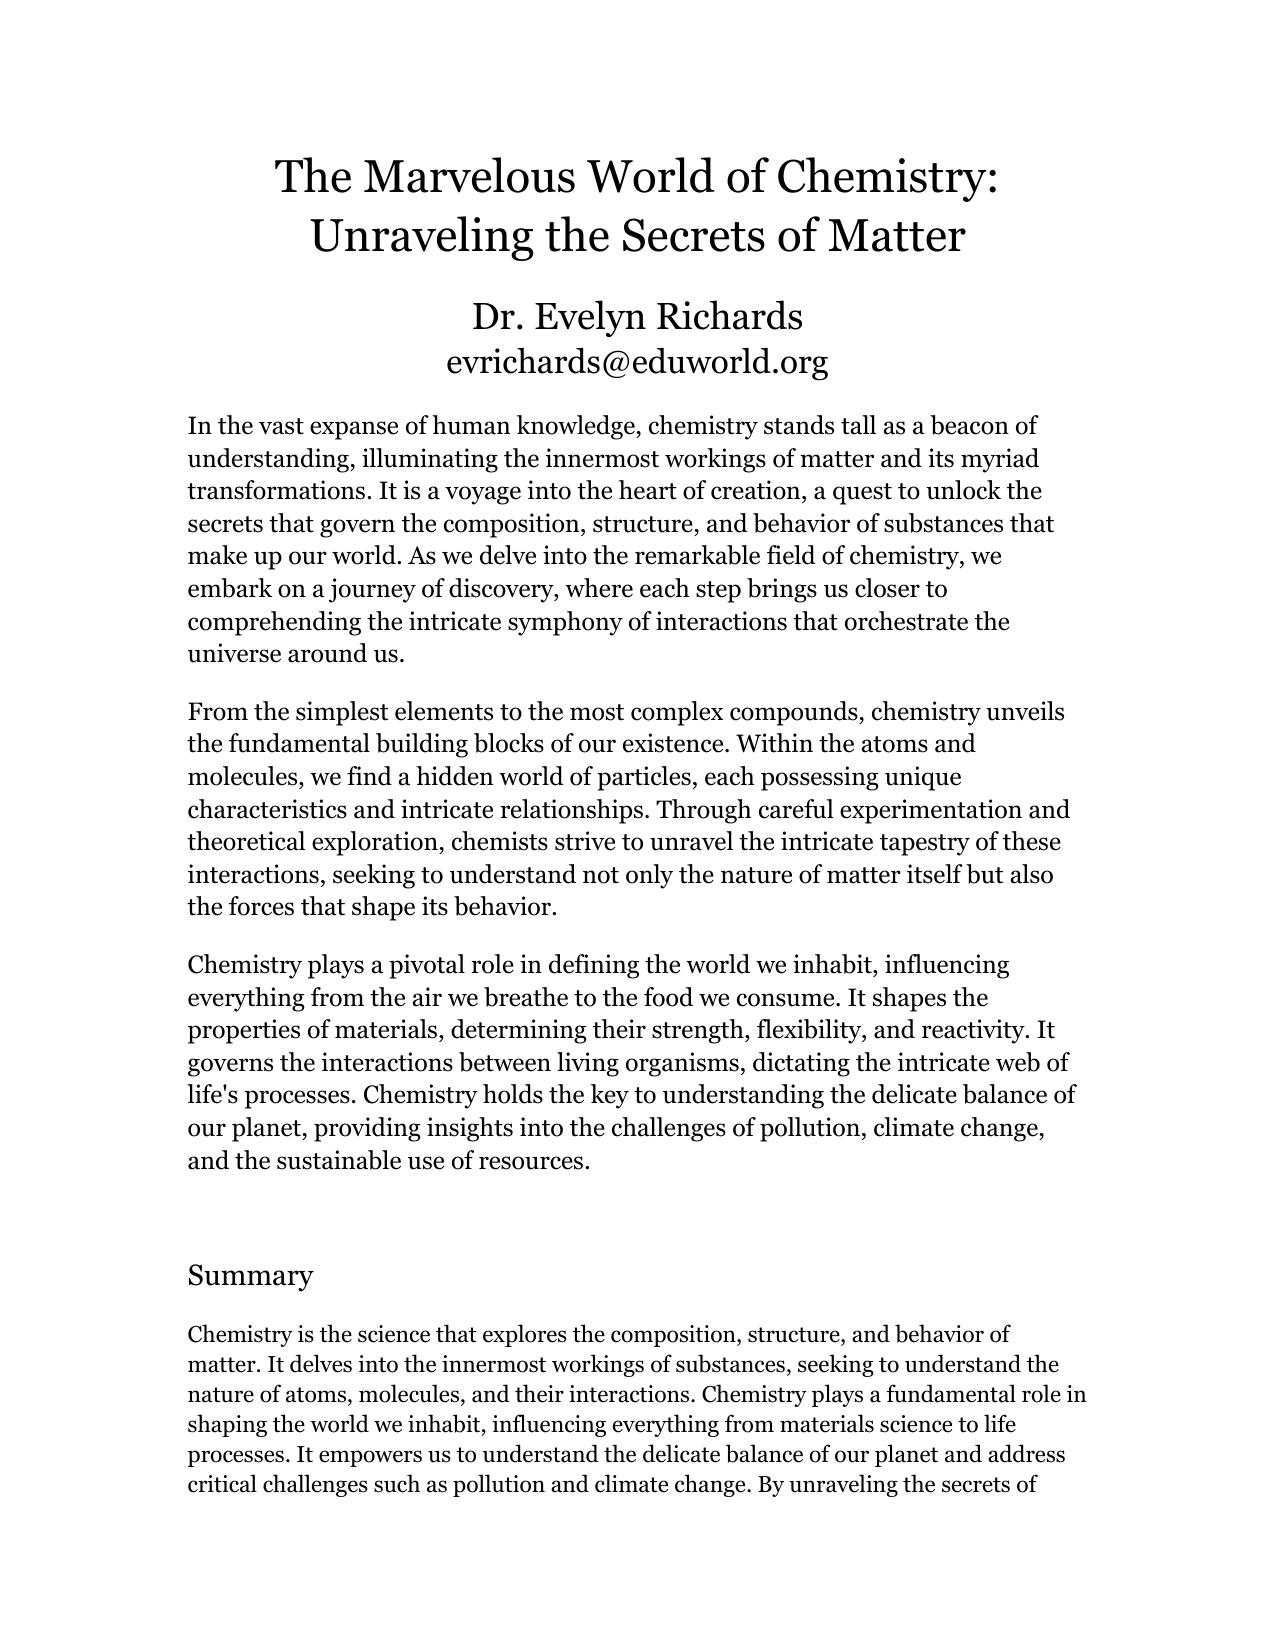 The Marvelous World of Chemistry:
Unraveling the Secrets of Matter
Dr. Evelyn Richards
evrichards@eduworld.org
In the vast expanse of human knowledge, chemistry stands tall as a beacon of
understanding, illuminating the innermost workings of matter and its myriad
transformations. It is a voyage into the heart of creation, a quest to unlock the
secrets that govern the composition, structure, and behavior of substances that
make up our world. As we delve into the remarkable field of chemistry, we
embark on a journey of discovery, where each step brings us closer to
comprehending the intricate symphony of interactions that orchestrate the
universe around us.
From the simplest elements to the most complex compounds, chemistry unveils
the fundamental building blocks of our existence. Within the atoms and
molecules, we find a hidden world of particles, each possessing unique
characteristics and intricate relationships. Through careful experimentation and
theoretical exploration, chemists strive to unravel the intricate tapestry of these
interactions, seeking to understand not only the nature of matter itself but also
the forces that shape its behavior.
Chemistry plays a pivotal role in defining the world we inhabit, influencing
everything from the air we breathe to the food we consume. It shapes the
properties of materials, determining their strength, flexibility, and reactivity. It
governs the interactions between living organisms, dictating the intricate web of
life's processes. Chemistry holds the key to understanding the delicate balance of
our planet, providing insights into the challenges of pollution, climate change,
and the sustainable use of resources.
Summary
Chemistry is the science that explores the composition, structure, and behavior of
matter. It delves into the innermost workings of substances, seeking to understand the
nature of atoms, molecules, and their interactions. Chemistry plays a fundamental role in
shaping the world we inhabit, influencing everything from materials science to life
processes. It empowers us to understand the delicate balance of our planet and address
critical challenges such as pollution and climate change. By unraveling the secrets of